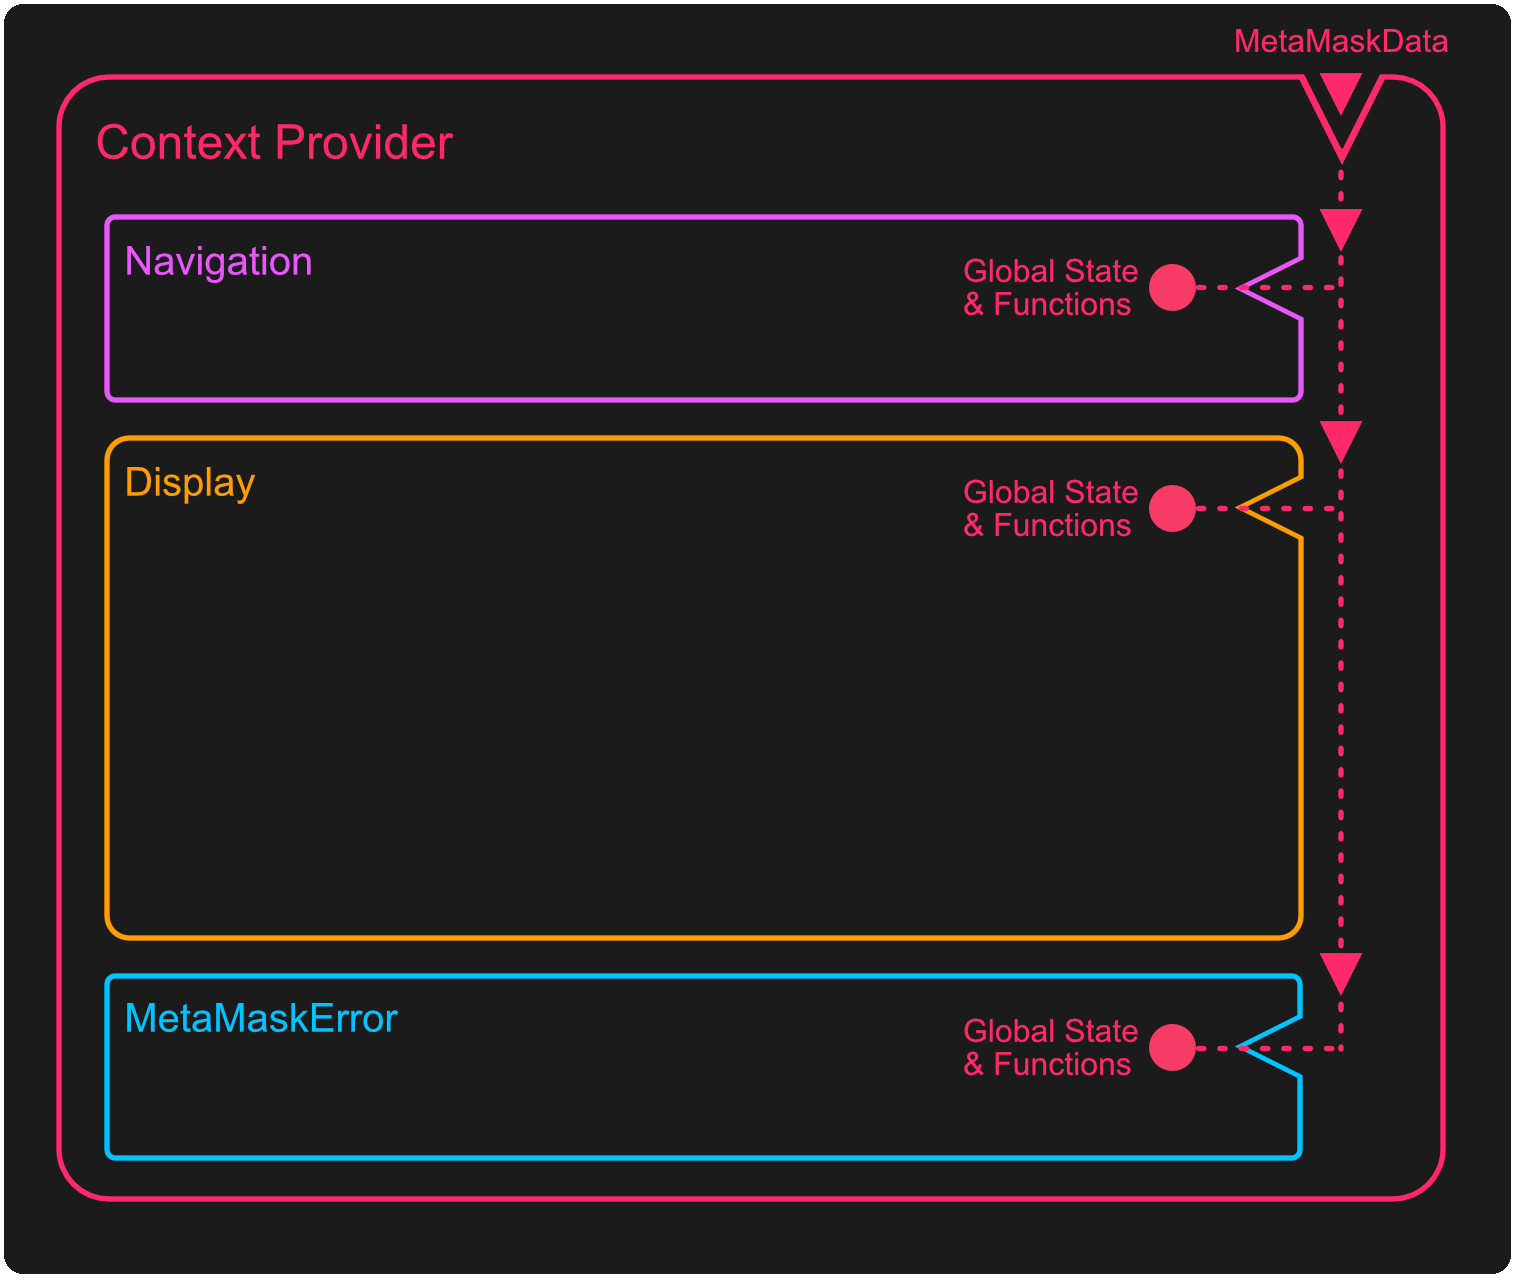 MetaMaskData
Context Provider
Navigation
Global State
& Functions
Display
Global State
& Functions
MetaMaskError
Global State
& Functions